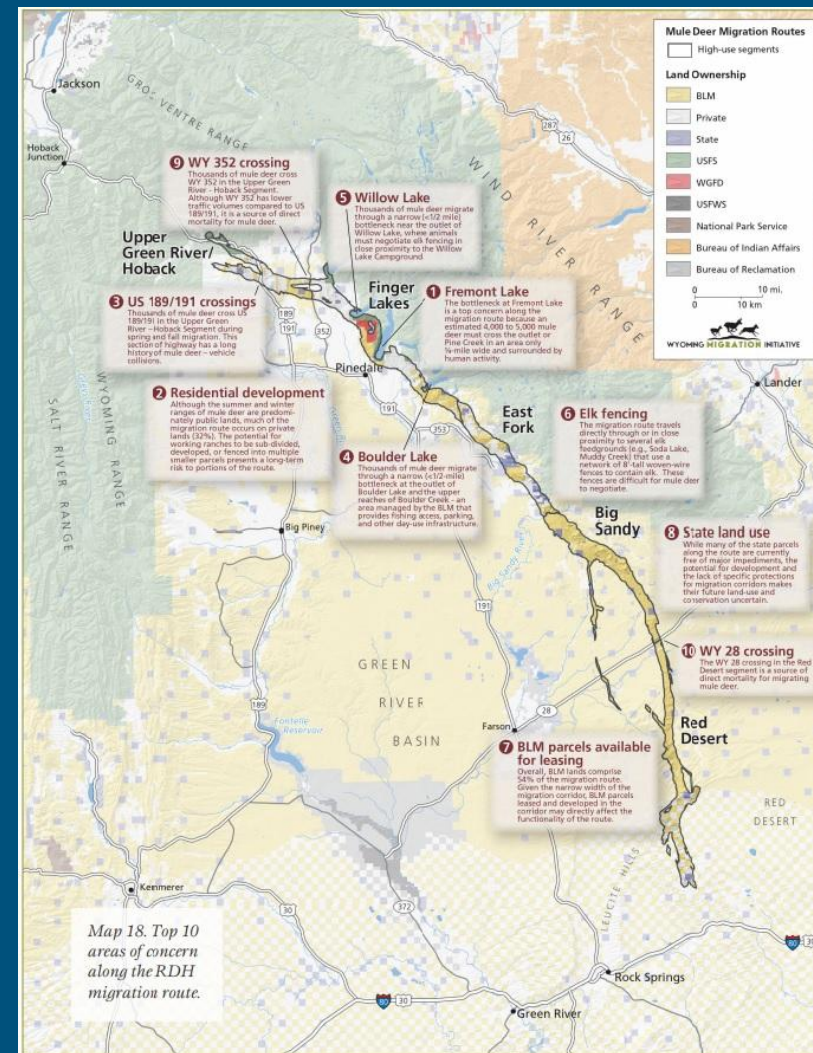 Mule Deer Migration Routes
High-use segments
Land Ownership
BLM
Private
State
USFS
WGFD
USFWS
National Park Service
Bureau of Indian Affairs
Bureau of Reclamation
0 10 mi.
0 10 km
WYOMING MIGRATION INITIATIVE
Jackson
GROS VENTRE RANGE
Hoback
Junction
287
26
WIND RIVER RANGE
9 WY 352 crossing
Thousands of mule deer cross
WY 352 in the Upper Green
River - Hoback Segment.
Although WY 352 has lower
traffic volumes compared to US
189/191, it is a source of direct
mortality for mule deer.
5 Willow Lake
Thousands of mule deer migrate
through a narrow (<1/2 mile)
bottleneck near the outlet of
Willow Lake, where animals
must negotiate elk fencing in
close proximity to the Willow
Lake Campground.
Upper
Green River/
Hoback
Finger
Lakes
1 Fremont Lake
The bottleneck at Fremont Lake
is a top concern along the
migration route because an
estimated 4,000 to 5,000 mule
deer must cross the outlet or
Pine Creek in an area only
¼-mile wide and surrounded by
human activity.
3 US 189/191 crossings
Thousands of mule deer cross US
189/191 in the Upper Green
River - Hoback Segment during
spring end fall migration. This
section of highway has a long
history of mule deer - vehicle
collisions.
189
191
352
Pinedale
Lander
2 Residential development
Although the summer and winter
ranges of mule deer are predomi-
nately public lands, much of the
migration route occurs on private
lands (32%). The potential for
working ranches to be sub-divided,
developed, or fenced into multiple
smaller parcels presents a long-term
risk to portions of the route.
191
353
East
Fork
6 Elk fencing
The migration route travels
directly through or in close
proximity to several elk
feedgrounds (e.g., Soda Lake,
Muddy Creek) that use a
network of 8'-tall woven-wire
fences to contain elk. These
fences are difficult for mule deer
to negotiate.
4 Boulder Lake
Thousands of mule deer migrate
through a narrow (<1/2-mile)
bottleneck at the outlet of
Boulder Lake and the upper
reaches of Boulder Creek - an
area managed by the BLM that
provides fishing access, parking,
and other day-use infrastructure.
WYOMING RANGE
SALT RIVER RANGE
Big Piney
Big
Sandy
Big Sandy River
8 State land use
While many of the state parcels
along the route are currently
free of major impediments, the
potential for development and
the lack of specific protections
for migration corridors makes
their future land-use and
conservation uncertain.
191
10 WY 28 crossing
The WY 28 crossing in the Red
Desert segment is a source of
direct mortality for migrating
mule deer.
GREEN
RIVER
BASIN
189
28
Farson
Red
Desert
Fontelle
Reservoir
7 BLM parcels available
for leasing
Overall, BLM lands comprise
54% of the migration route.
Given the narrow width of the
migration corridor, BLM parcels
leased and developed in the
corridor may directly affect the
functionality of the route.
RED
DESERT
LEUCITE HILLS
Kemmerer
30
372
Map 18. Top 10
areas of concern
along the RDH
migration route.
80
30
Rock Springs
80
30
Green River